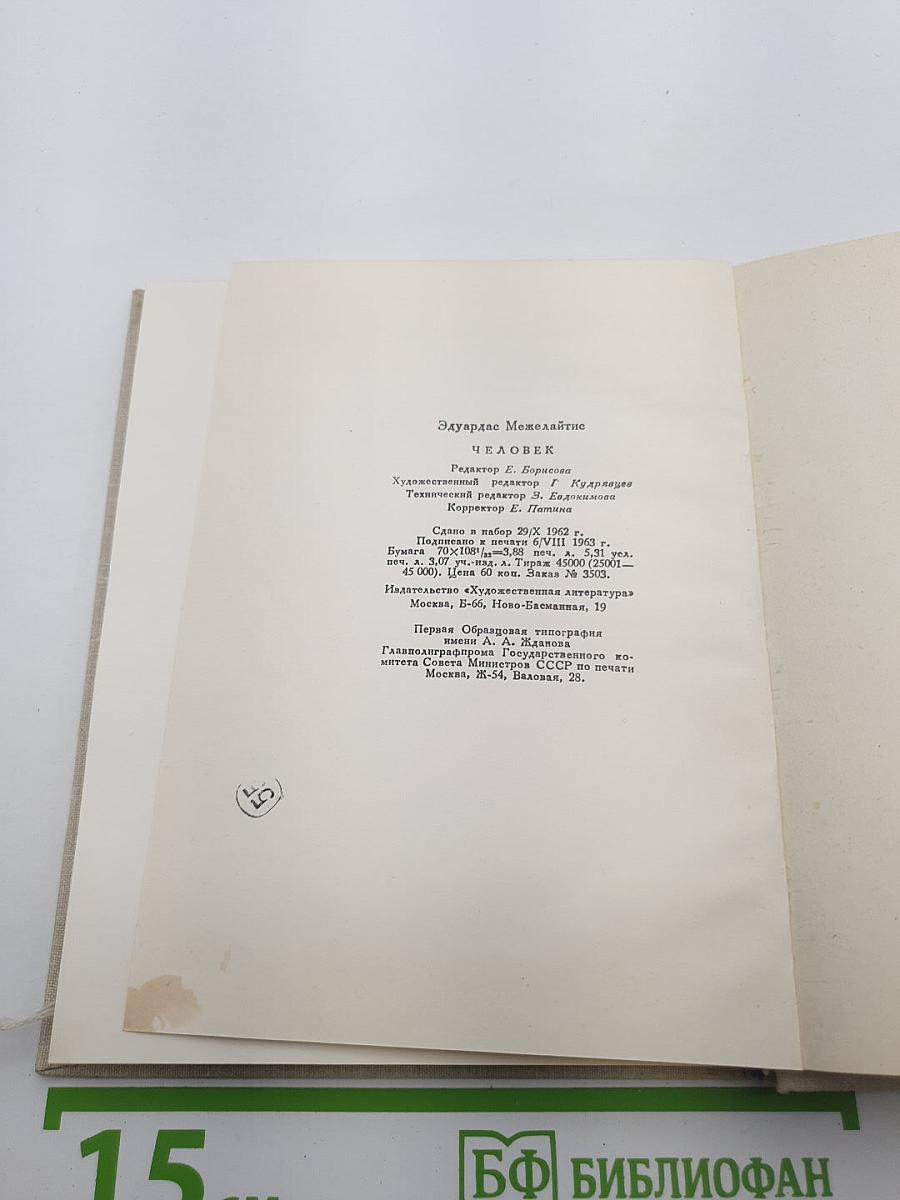 Эдуардас Межелайтис
ЧЕЛОВЕК
Редактор Е. Борисова
Художественный редактор Г Кудрявцев
Технический редактор З. Евдокимова
Корректор Е. Патина
Сдано в набор 29/X 1962 г.
Подписано к печати 6/VIII 1963 г.
Бумага 70×108¹/₃₂=3,88 печ. л. 5,31 усл.
печ. л. 3,07 уч.-изд. л. Тираж 45000 (25001—
45 000). Цена 60 коп. Заказ № 3503.
Издательство «Художественная литература»
Москва, Б-66, Ново-Басманная, 19
Первая Образцовая типография
имени А. А. Жданова
Главполиграфпрома Государственного ко-
митета Совета Министров СССР по печати
Москва, Ж-54, Валовая, 28.
15 см
БФ БИБЛИОФАН